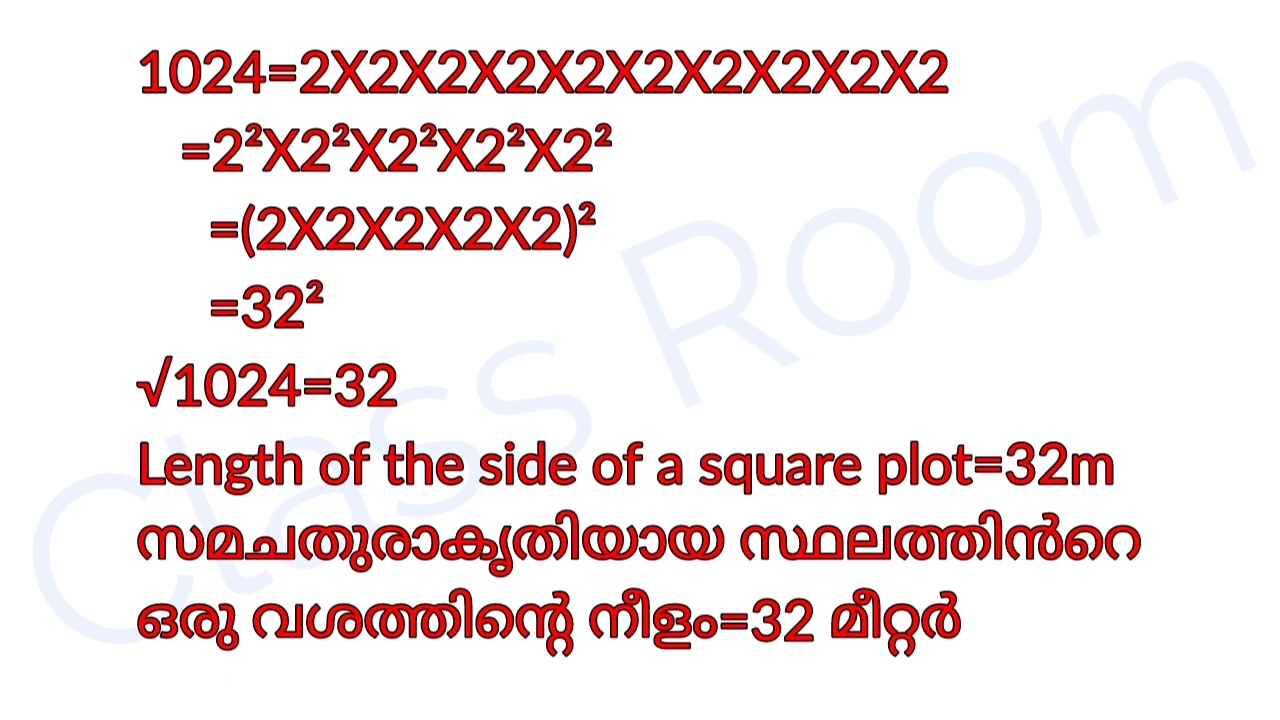 1024=2X2X2X2X2X2X2X2X2X2
=2²X2²X2²X2²X2²
=(2X2X2X2X2)²
=32²
√1024=32
Length of the side of a square plot=32m
സമചതുരാകൃതിയായ സ്ഥലത്തിൻറെ
ഒരു വശത്തിന്റെ നീളം=32 മീറ്റർ
Class Room